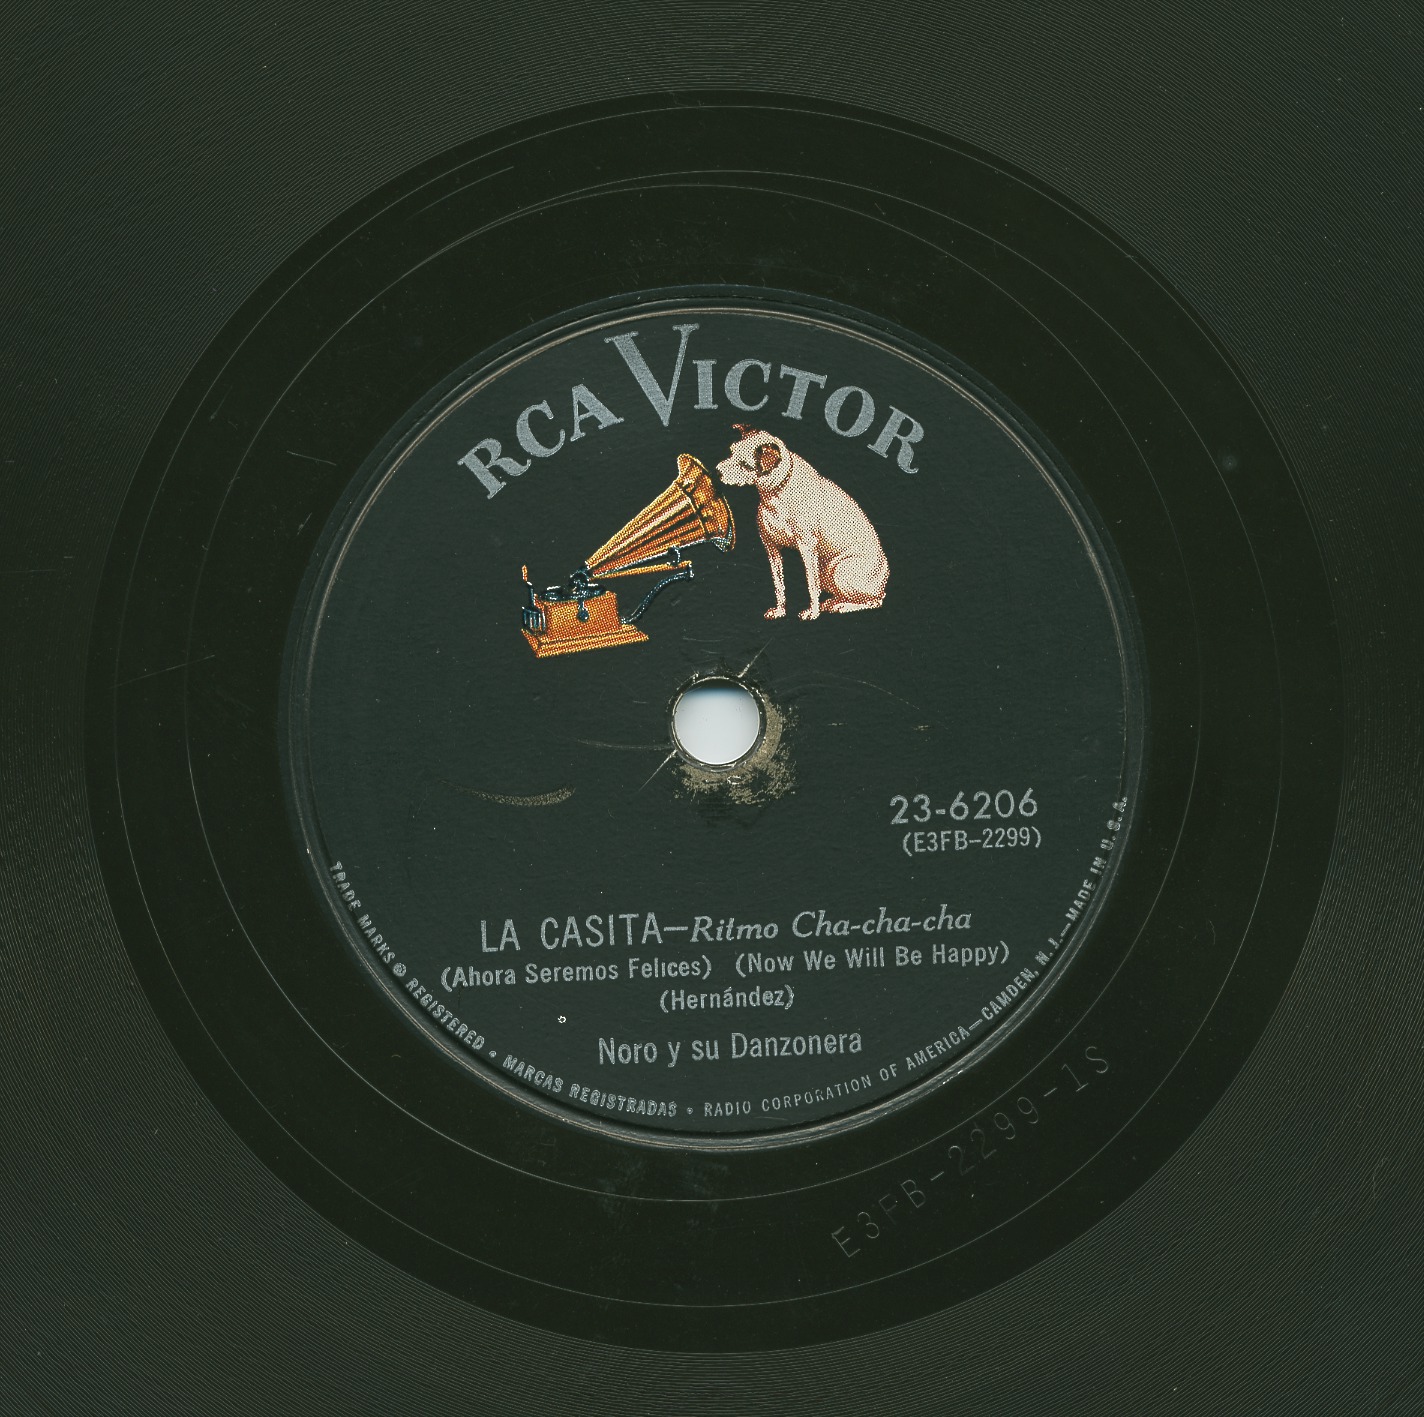 RCA VICTOR
23-6206
(E3FB-2299)
LA CASITA—Ritmo Cha-cha-cha
(Ahora Seremos Felices) (Now We Will Be Happy)
(Hernández)
Noro y su Danzonera
TRADE MARKS ® REGISTERED • MARCAS REGISTRADAS • RADIO CORPORATION OF AMERICA—CAMDEN, N. J.—MADE IN U. S. A.
E3FB-2299-1S